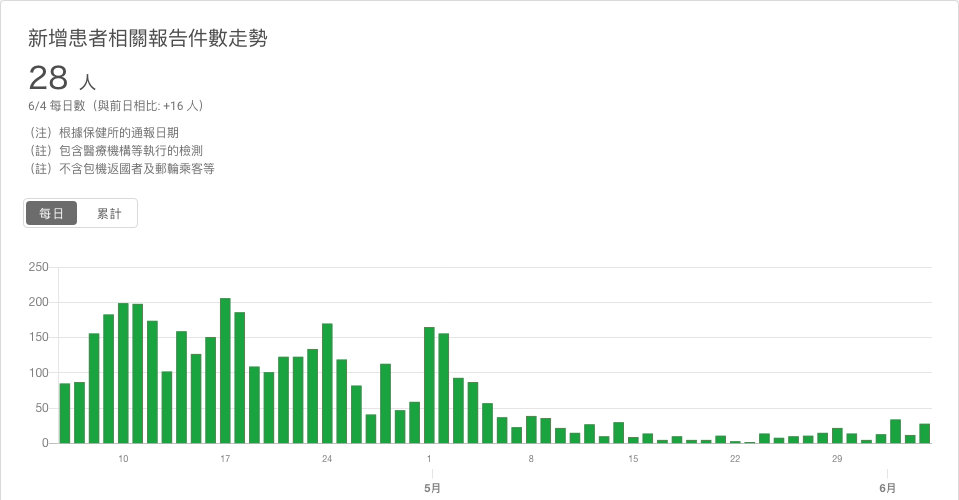 新增患者相關報告件數走勢
28 人
6/4 每日數（與前日相比: +16 人）
（注）根據保健所的通報日期
（註）包含醫療機構等執行的檢測
（註）不含包機返國者及郵輪乘客等
每日 累計
250
200
150
100
50
0
10 17 24 1 8 15 22 29
5月 6月